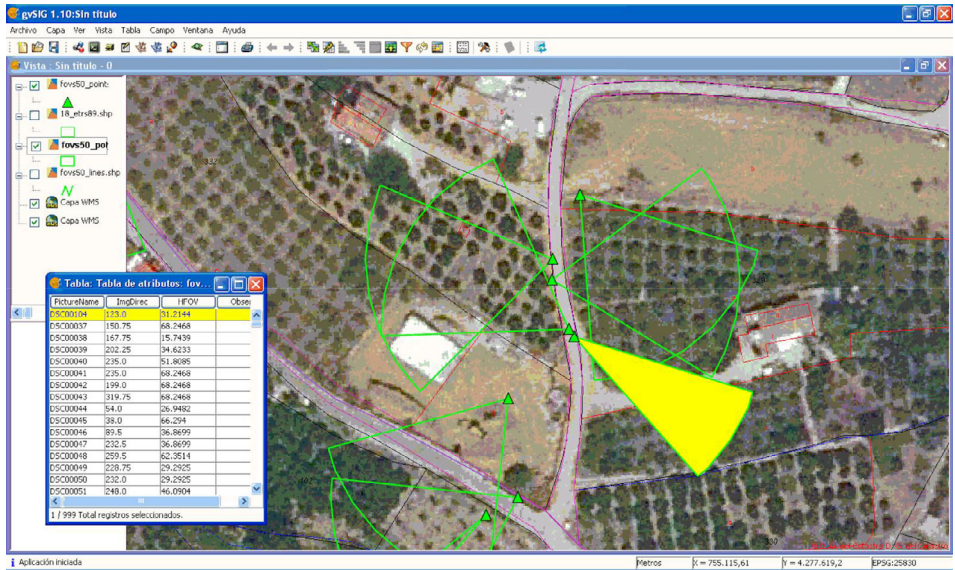 gvSIG 1.10:Sin título
Archivo Capa Ver Vista Tabla Campo Ventana Ayuda
Vista : Sin título - 0
fovs50_point:
18_etrs89.shp
fovs50_pol
fovs50_lines.shp
Capa WMS
Capa WMS
332
330
Tabla: Tabla de atributos: fov...
PictureName ImgDirec HFOV Obser
DSC00104 123.0 31.2144
DSC00037 150.75 68.2468
DSC00038 167.75 15.7439
DSC00039 202.25 34.6233
DSC00040 235.0 51.8085
DSC00041 235.0 68.2468
DSC00042 199.0 68.2468
DSC00043 319.75 68.2468
DSC00044 54.0 26.9482
DSC00045 38.0 66.294
DSC00046 89.5 36.8699
DSC00047 232.5 36.8699
DSC00048 259.5 62.3514
DSC00049 228.75 29.2925
DSC00050 232.0 29.2925
DSC00051 248.0 46.0904
1 / 999 Total registros seleccionados.
Aplicación iniciada
Metros X = 755.115,61 Y = 4.277.619,2 EPSG:25830